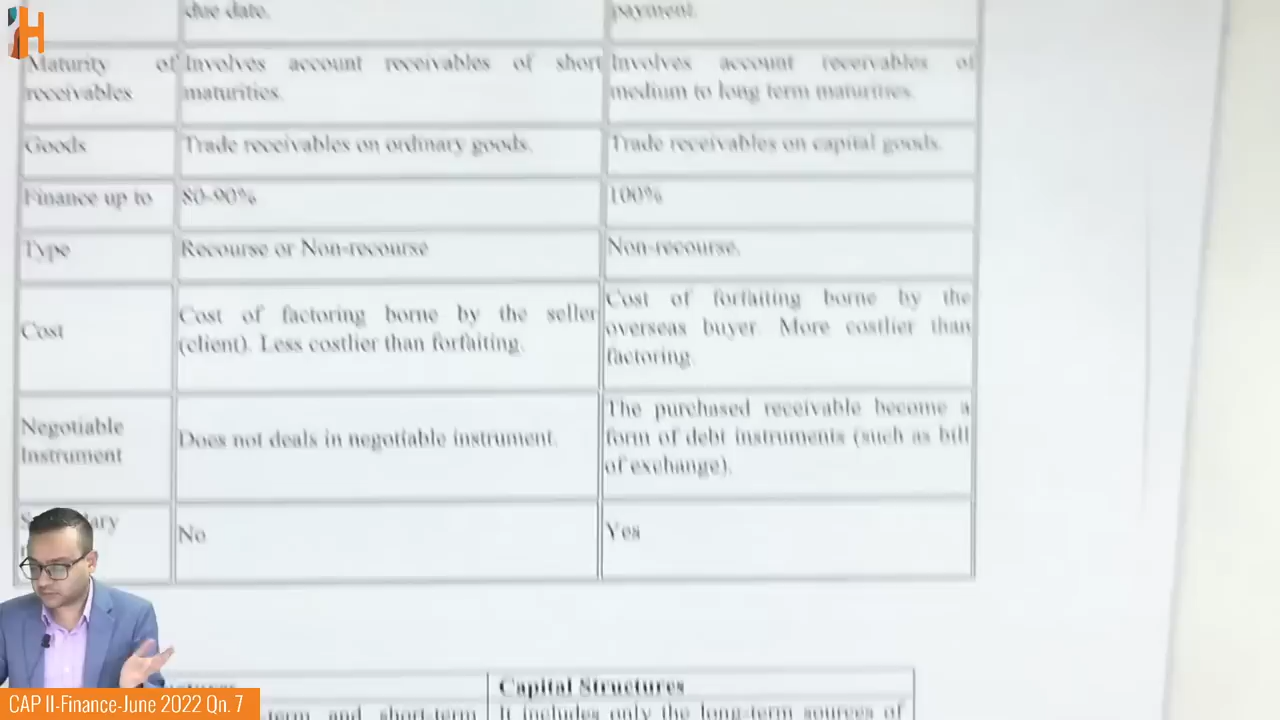 H
due date.
payment.
Maturity of
receivables
Involves account receivables of short
maturities.
Involves account receivables of
medium to long term maturities.
Goods
Trade receivables on ordinary goods.
Trade receivables on capital goods.
Finance up to
80-90%
100%
Type
Recourse or Non-recourse
Non-recourse.
Cost
Cost of factoring borne by the seller
(client). Less costlier than forfaiting.
Cost of forfaiting borne by the
overseas buyer. More costlier than
factoring.
Negotiable
Instrument
Does not deals in negotiable instrument.
The purchased receivable become a
form of debt instruments (such as bill
of exchange).
No
Yes
Capital Structures
term and short-term
It includes only the long-term sources of
CAP II-Finance-June 2022 Qn. 7